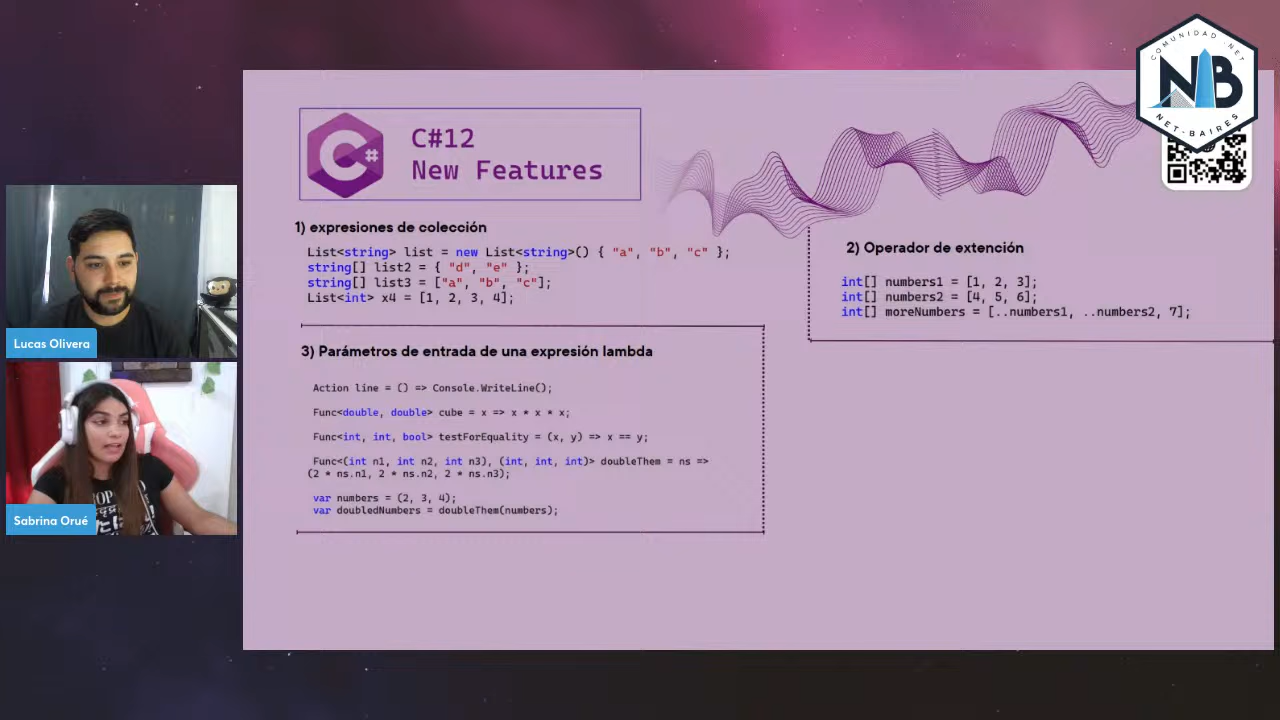 COMUNIDAD .NET
NB
NET-BAIRES
C#12
New Features
1) expresiones de colección
List<string> list = new List<string>() { "a", "b", "c" };
string[] list2 = { "d", "e" };
string[] list3 = ["a", "b", "c"];
List<int> x4 = [1, 2, 3, 4];
2) Operador de extención
int[] numbers1 = [1, 2, 3];
int[] numbers2 = [4, 5, 6];
int[] moreNumbers = [..numbers1, ..numbers2, 7];
3) Parámetros de entrada de una expresión lambda
Action line = () => Console.WriteLine();
Func<double, double> cube = x => x * x * x;
Func<int, int, bool> testForEquality = (x, y) => x == y;
Func<(int n1, int n2, int n3), (int, int, int)> doubleThem = ns =>
(2 * ns.n1, 2 * ns.n2, 2 * ns.n3);
var numbers = (2, 3, 4);
var doubledNumbers = doubleThem(numbers);
Lucas Olivera
Sabrina Orué